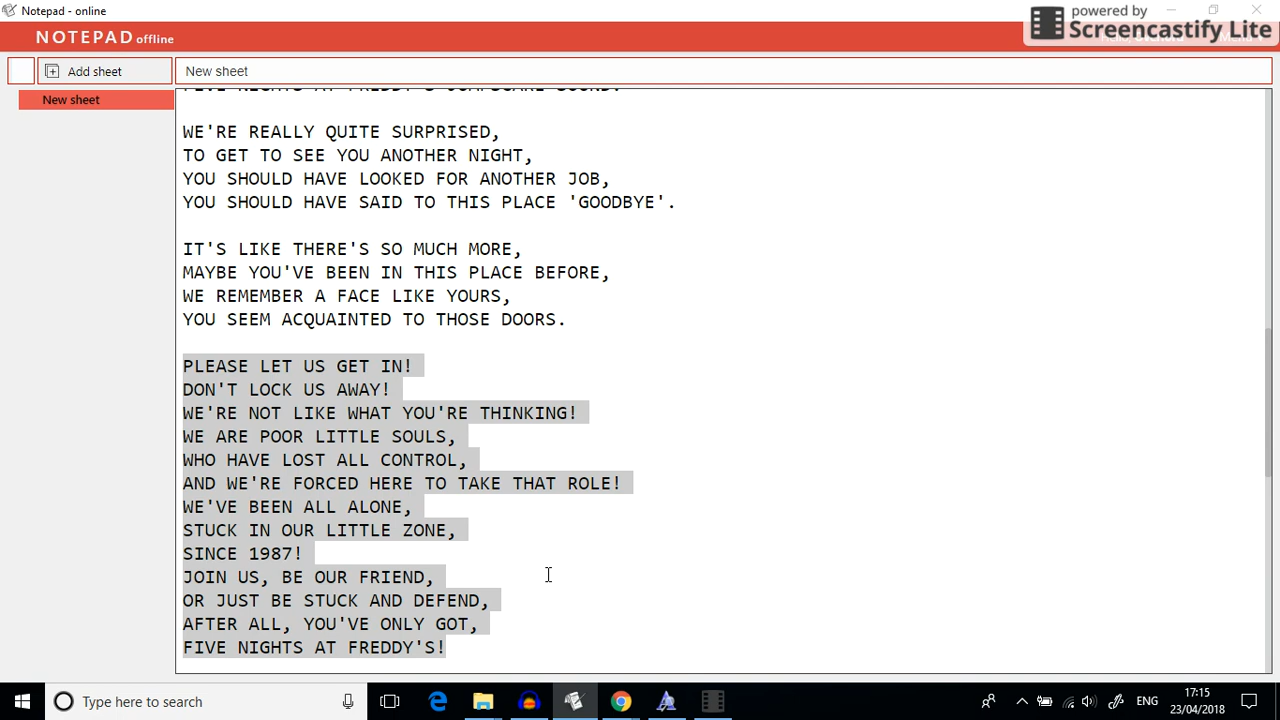 Notepad - online
powered by
Screencastify Lite
NOTEPAD offline
Add sheet
New sheet
New sheet
FIVE NIGHTS AT FREDDY'S JUMPSCARE SOUND.
WE'RE REALLY QUITE SURPRISED,
TO GET TO SEE YOU ANOTHER NIGHT,
YOU SHOULD HAVE LOOKED FOR ANOTHER JOB,
YOU SHOULD HAVE SAID TO THIS PLACE 'GOODBYE'.
IT'S LIKE THERE'S SO MUCH MORE,
MAYBE YOU'VE BEEN IN THIS PLACE BEFORE,
WE REMEMBER A FACE LIKE YOURS,
YOU SEEM ACQUAINTED TO THOSE DOORS.
PLEASE LET US GET IN!
DON'T LOCK US AWAY!
WE'RE NOT LIKE WHAT YOU'RE THINKING!
WE ARE POOR LITTLE SOULS,
WHO HAVE LOST ALL CONTROL,
AND WE'RE FORCED HERE TO TAKE THAT ROLE!
WE'VE BEEN ALL ALONE,
STUCK IN OUR LITTLE ZONE,
SINCE 1987!
JOIN US, BE OUR FRIEND,
OR JUST BE STUCK AND DEFEND,
AFTER ALL, YOU'VE ONLY GOT,
FIVE NIGHTS AT FREDDY'S!
Type here to search
ENG
17:15
23/04/2018